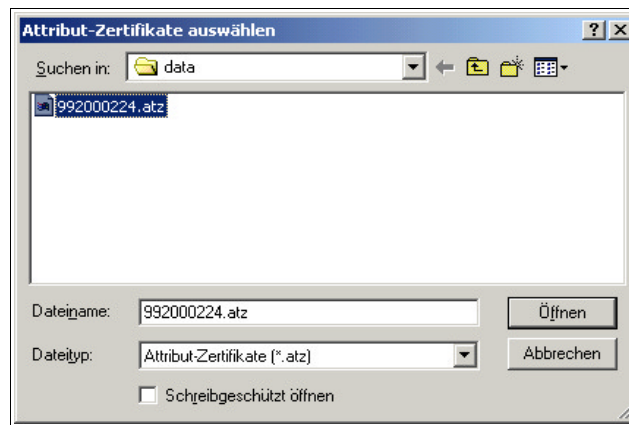 Attribut-Zertifikate auswählen
Suchen in: data
992000224.atz
Dateiname: 992000224.atz Öffnen
Dateityp: Attribut-Zertifikate (*.atz) Abbrechen
Schreibgeschützt öffnen